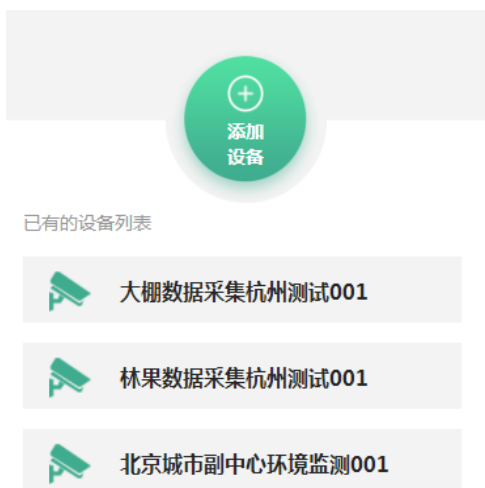 添加
设备
已有的设备列表
大棚数据采集杭州测试001
林果数据采集杭州测试001
北京城市副中心环境监测001